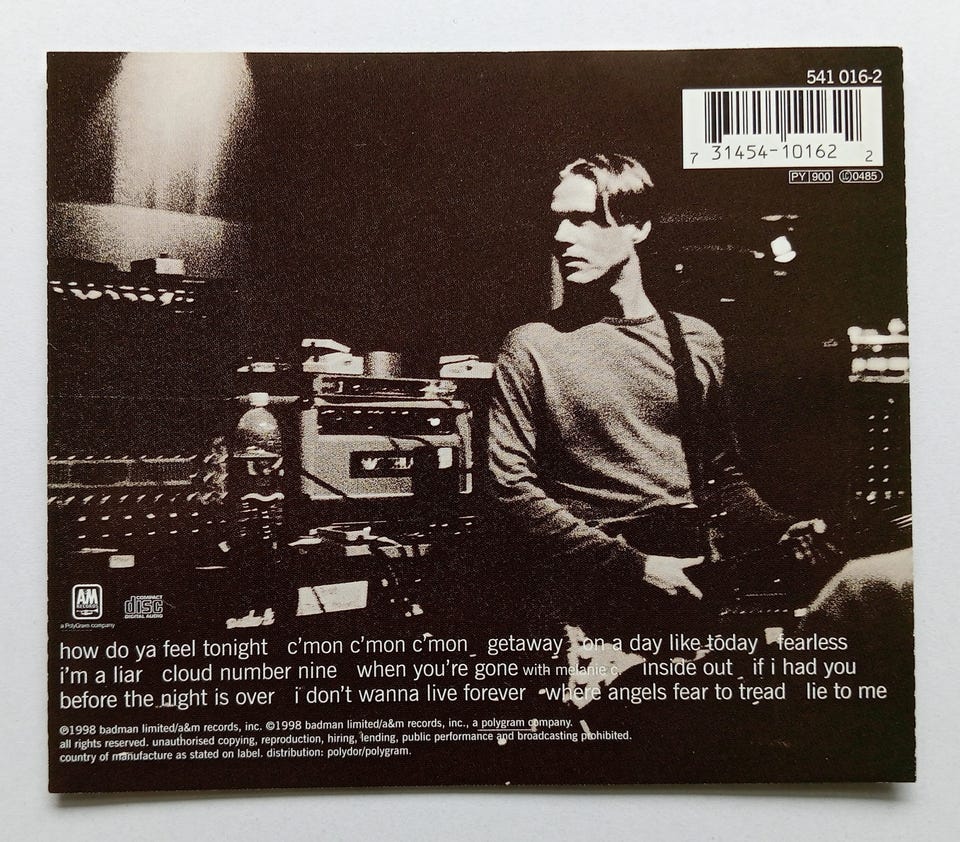 541 016-2
7 31454-10162 2
PY 900 LC 0485
AM
RECORDS
a PolyGram company
COMPACT
disc
DIGITAL AUDIO
how do ya feel tonight c'mon c'mon c'mon getaway on a day like today fearless
i'm a liar cloud number nine when you're gone with melanie c. inside out if i had you
before the night is over i don't wanna live forever where angels fear to tread lie to me
℗1998 badman limited/a&m records, inc. ©1998 badman limited/a&m records, inc., a polygram company.
all rights reserved. unauthorised copying, reproduction, hiring, lending, public performance and broadcasting prohibited.
country of manufacture as stated on label. distribution: polydor/polygram.